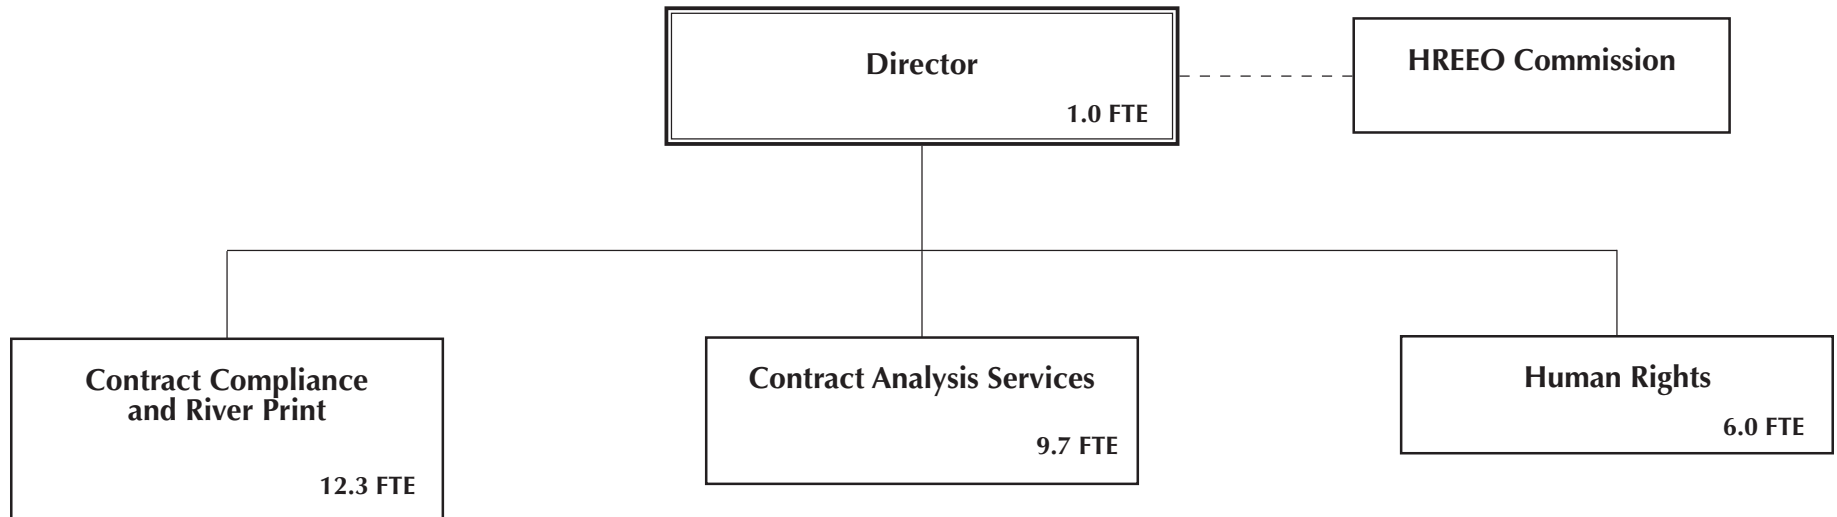 Director
1.0 FTE
HREEO Commission
Contract Compliance
and River Print
12.3 FTE
Contract Analysis Services
9.7 FTE
Human Rights
6.0 FTE